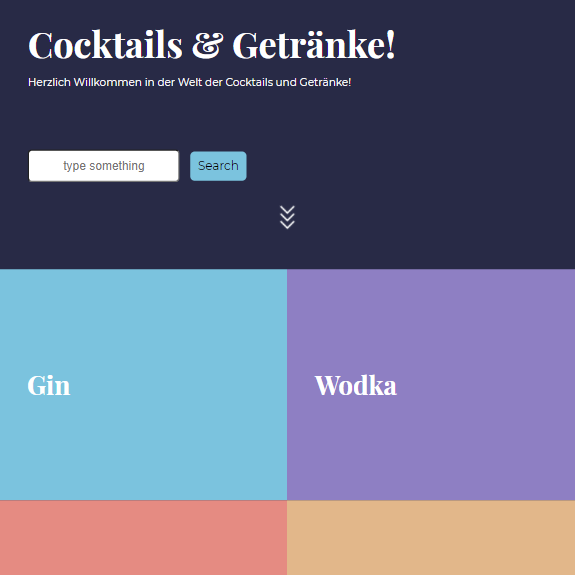 Cocktails & Getränke!
Herzlich Willkommen in der Welt der Cocktails und Getränke!
type something
Search
Gin
Wodka